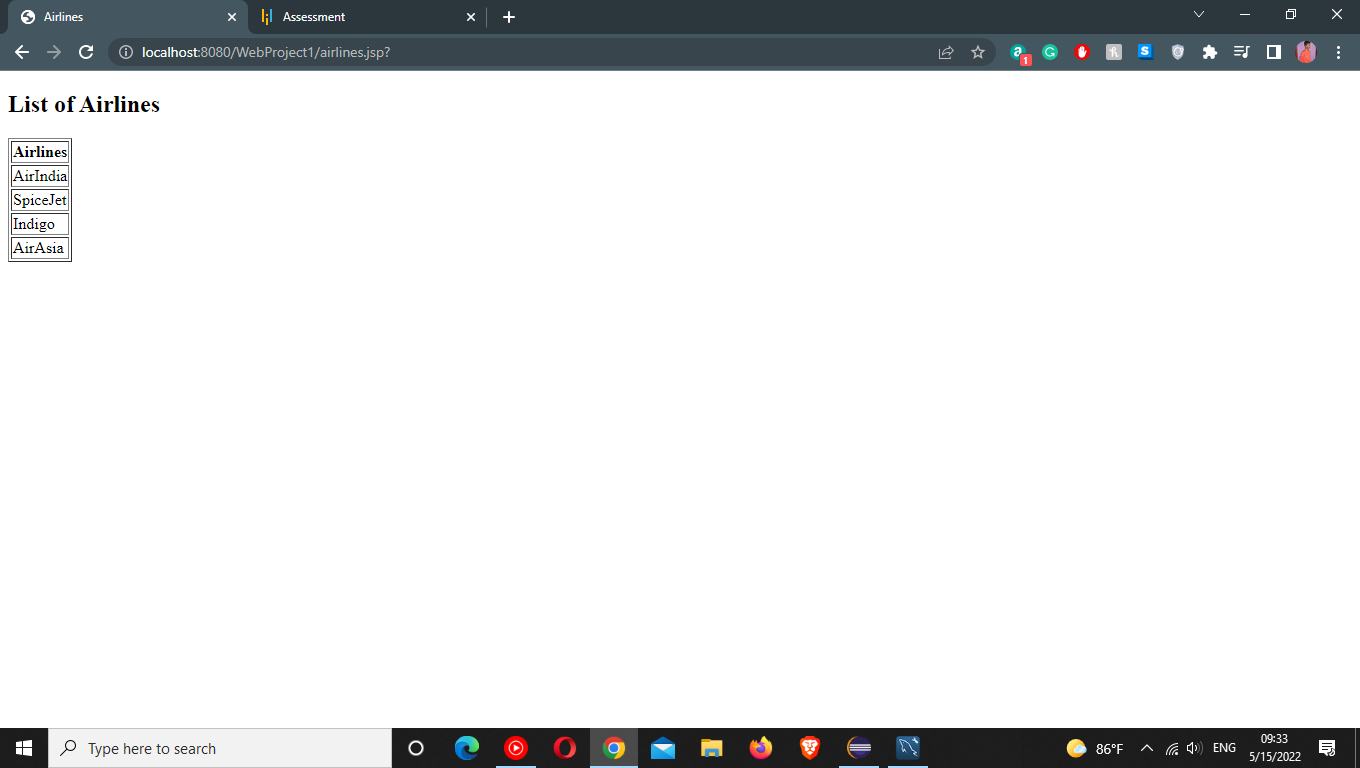 Airlines
Assessment
localhost:8080/WebProject1/airlines.jsp?
1
List of Airlines
Airlines
AirIndia
SpiceJet
Indigo
AirAsia
Type here to search
86°F
ENG
09:33
5/15/2022